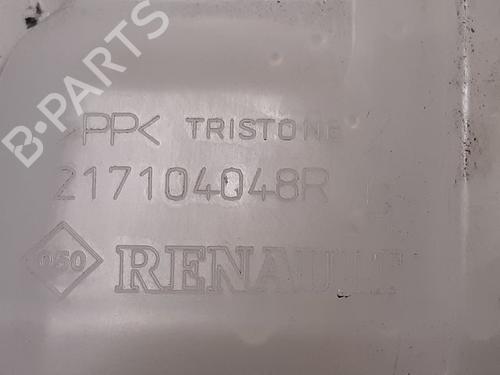 B-PARTS
>PP< TRISTONE
217104048R
050 RENAULT